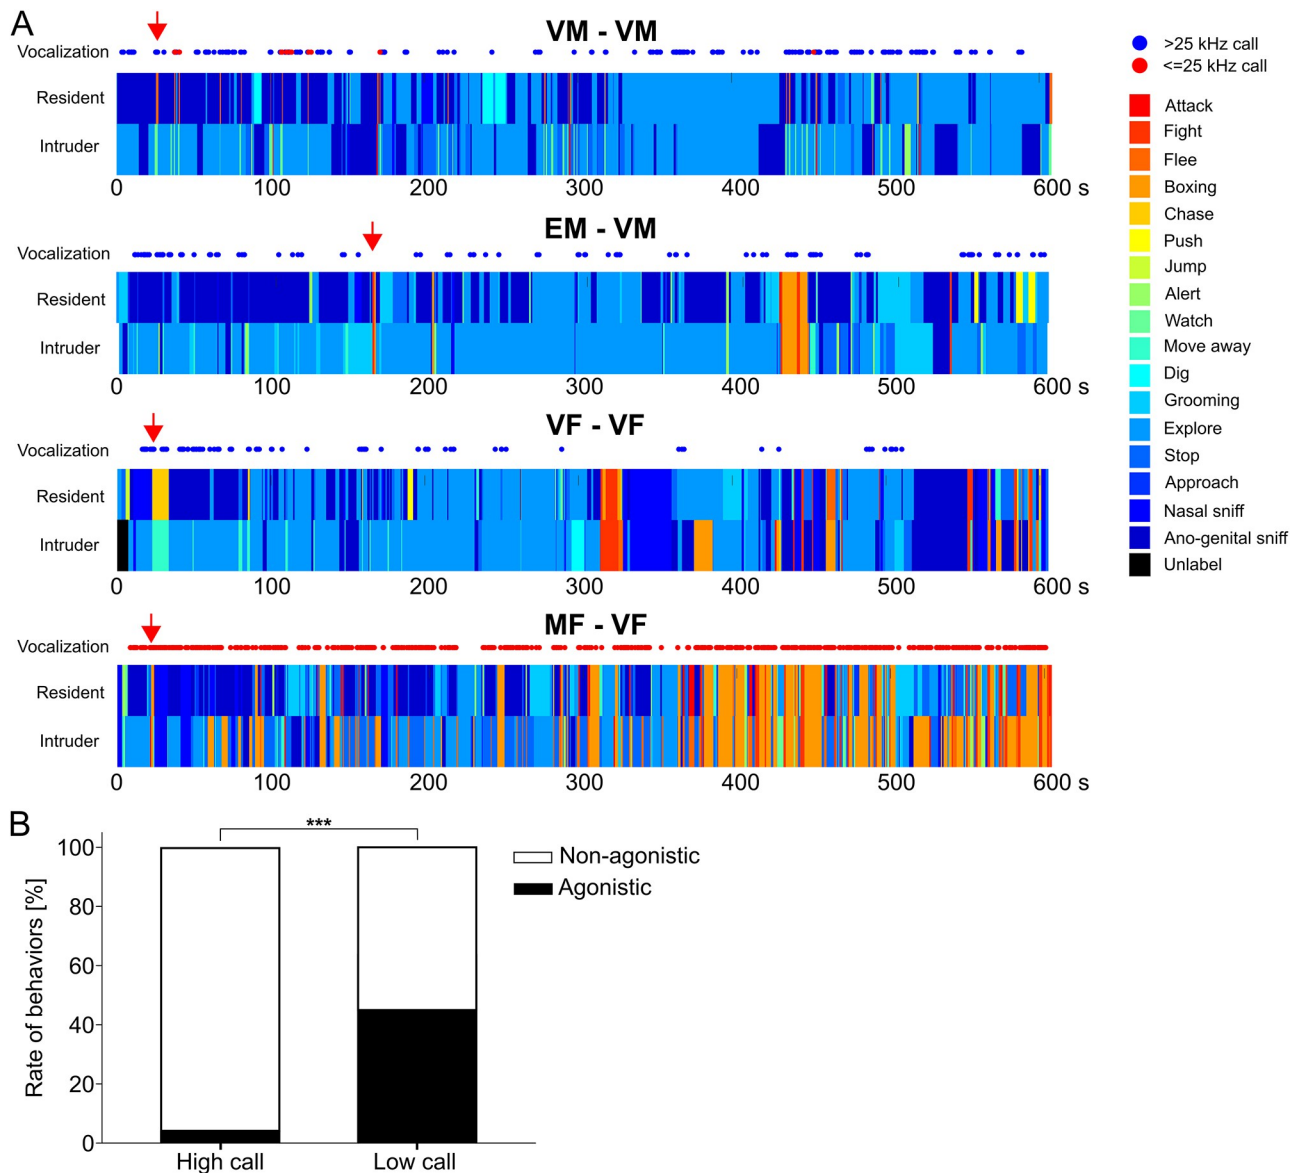 A
VM - VM
Vocalization
Resident
Intruder
0 100 200 300 400 500 600 s
EM - VM
Vocalization
Resident
Intruder
0 100 200 300 400 500 600 s
VF - VF
Vocalization
Resident
Intruder
0 100 200 300 400 500 600 s
MF - VF
Vocalization
Resident
Intruder
0 100 200 300 400 500 600 s
>25 kHz call
<=25 kHz call
Attack
Fight
Flee
Boxing
Chase
Push
Jump
Alert
Watch
Move away
Dig
Grooming
Explore
Stop
Approach
Nasal sniff
Ano-genital sniff
Unlabel
B
***
Rate of behaviors [%]
100
80
60
40
20
0
High call Low call
Non-agonistic
Agonistic